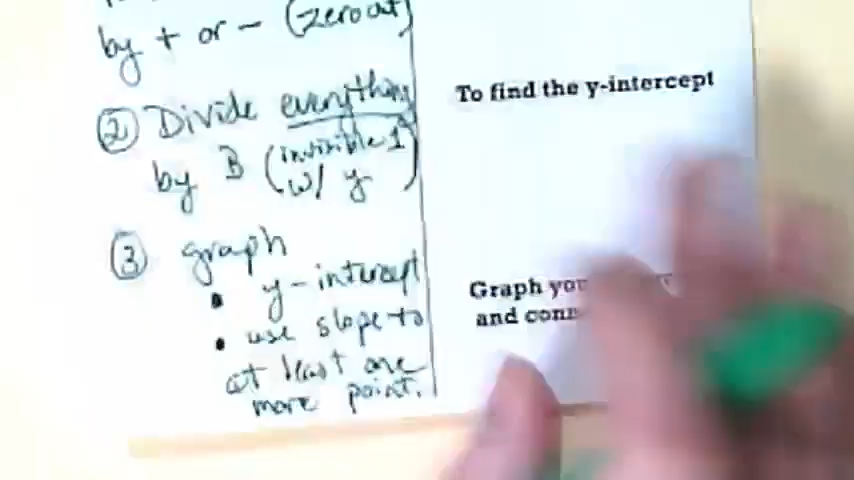 by + or - (zero out)
② Divide everything
by B (invisible 1
w/ y)
③ graph
• y-intercept
• use slope to
at least one
more point.
To find the y-intercept
Graph you
and conn